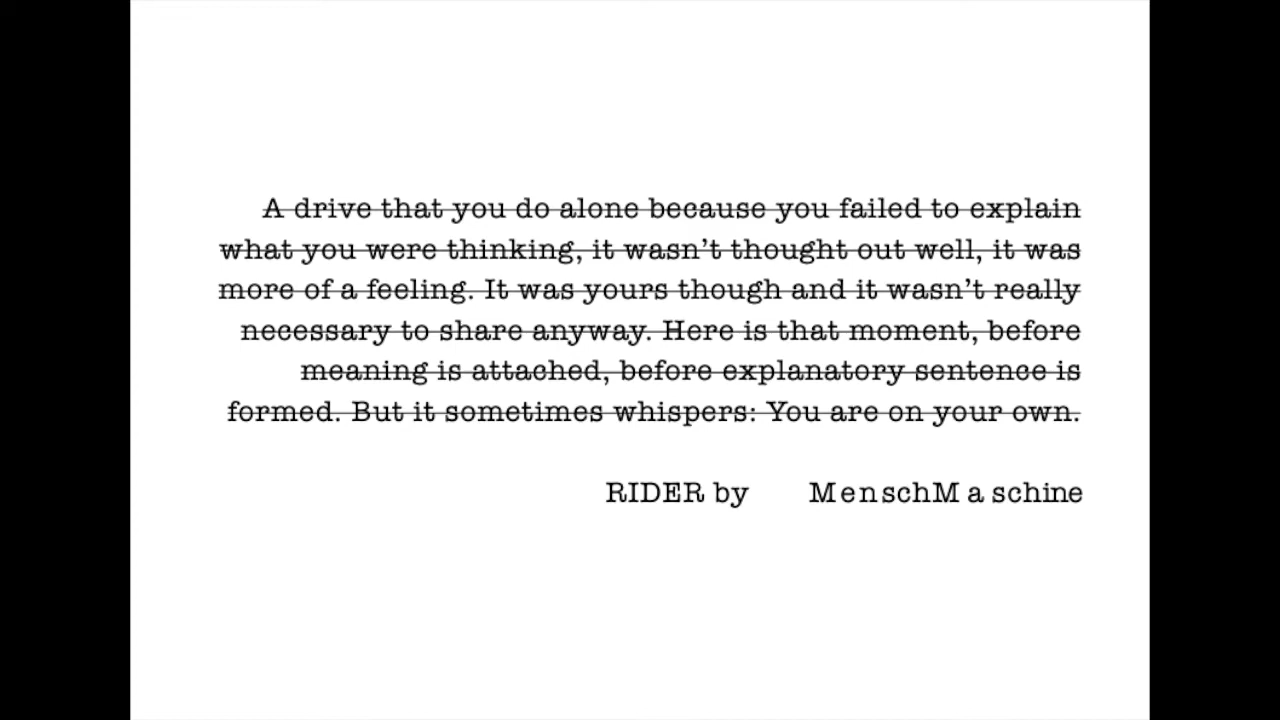 A drive that you do alone because you failed to explain
what you were thinking, it wasn't thought out well, it was
more of a feeling. It was yours though and it wasn't really
necessary to share anyway. Here is that moment, before
meaning is attached, before explanatory sentence is
formed. But it sometimes whispers: You are on your own.
RIDER by MenschMaschine